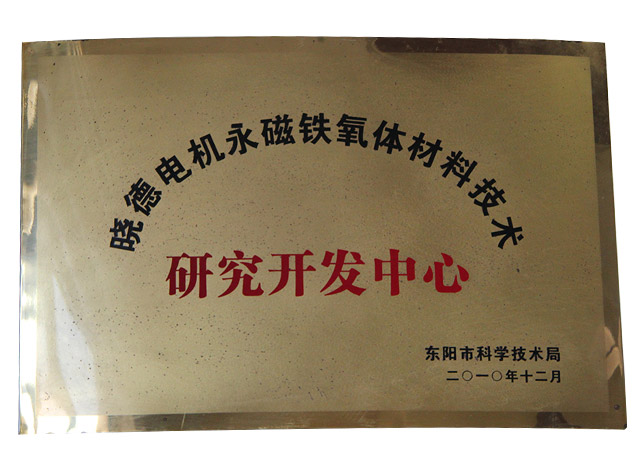 晓德电机永磁铁氧体材料技术
研究开发中心
东阳市科学技术局
二〇一〇年十二月